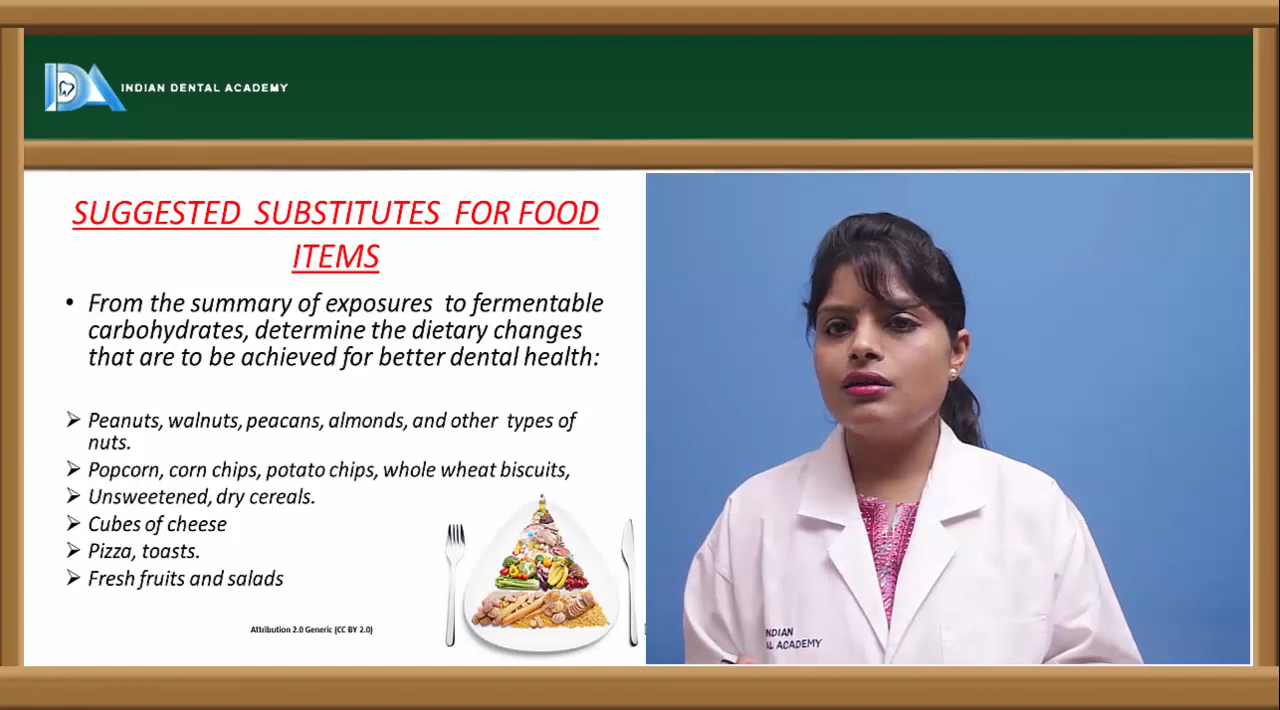 INDIAN DENTAL ACADEMY
SUGGESTED SUBSTITUTES FOR FOOD
ITEMS
• From the summary of exposures to fermentable
carbohydrates, determine the dietary changes
that are to be achieved for better dental health:
➢ Peanuts, walnuts, peacans, almonds, and other types of
nuts.
➢ Popcorn, corn chips, potato chips, whole wheat biscuits,
➢ Unsweetened, dry cereals.
➢ Cubes of cheese
➢ Pizza, toasts.
➢ Fresh fruits and salads
Attribution 2.0 Generic (CC BY 2.0)
NDIAN
AL ACADEMY